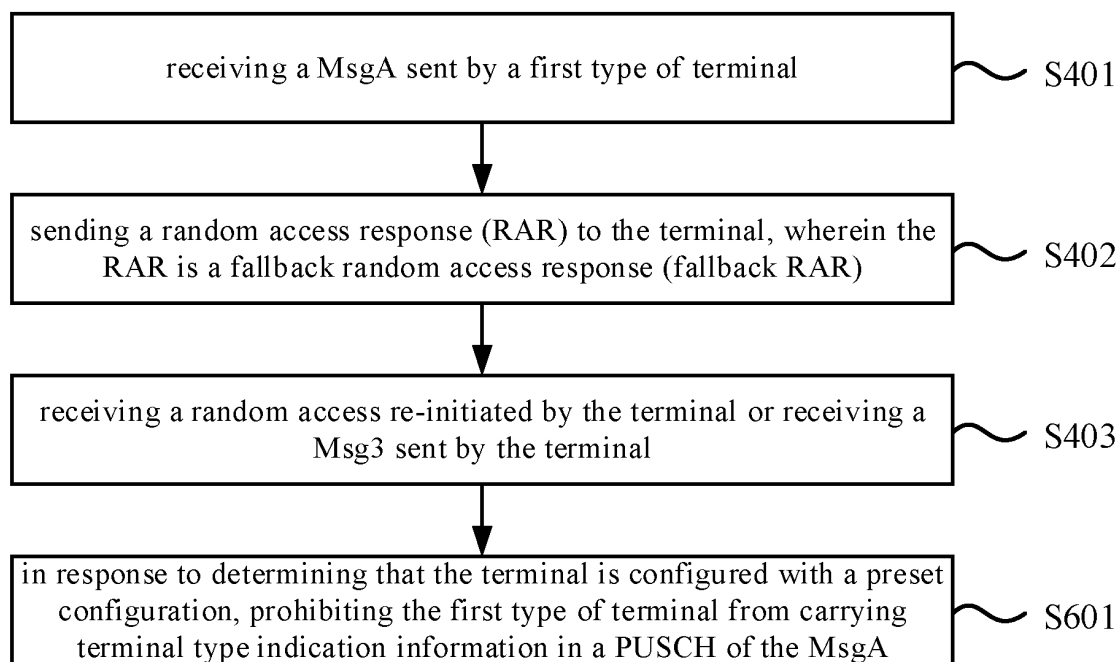 receiving a MsgA sent by a first type of terminal
S401
sending a random access response (RAR) to the terminal, wherein the
RAR is a fallback random access response (fallback RAR)
S402
receiving a random access re-initiated by the terminal or receiving a
Msg3 sent by the terminal
S403
in response to determining that the terminal is configured with a preset
configuration, prohibiting the first type of terminal from carrying
terminal type indication information in a PUSCH of the MsgA
S601